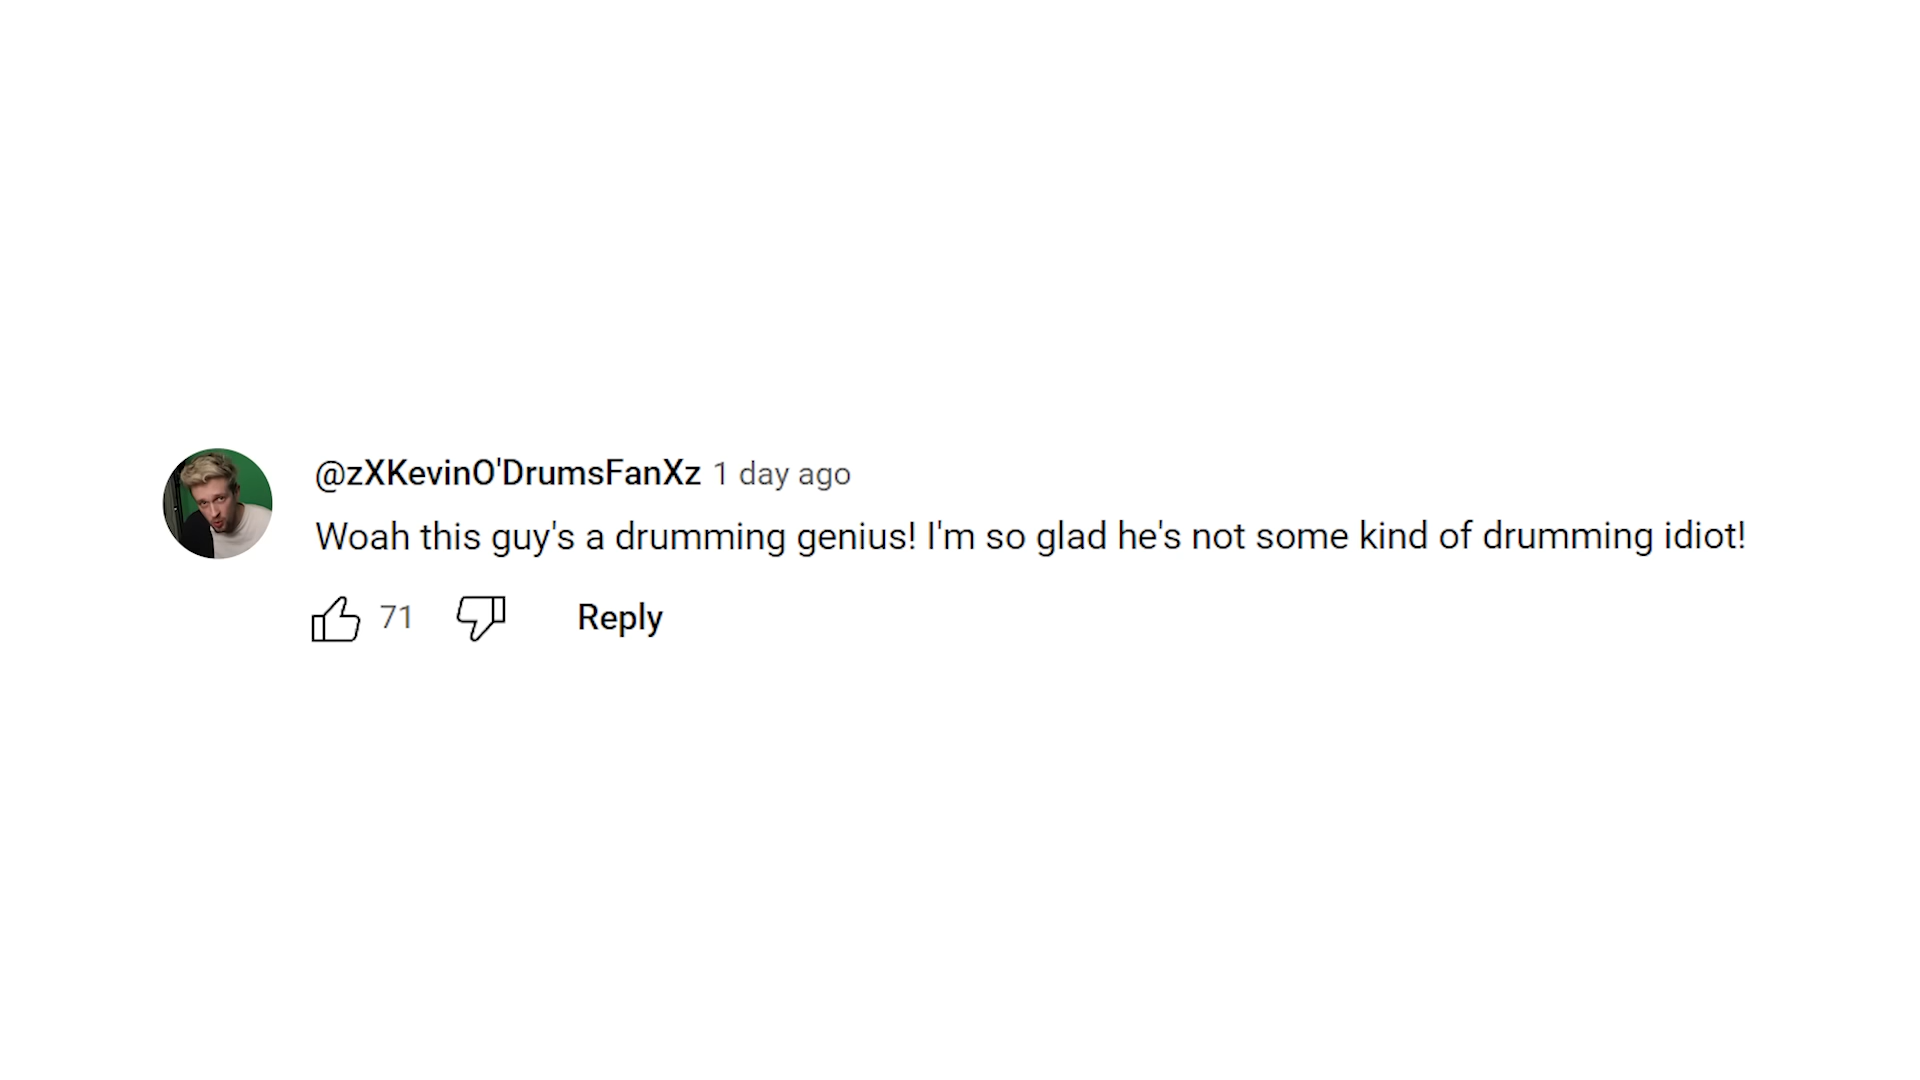 @zXKevinO'DrumsFanXz 1 day ago
Woah this guy's a drumming genius! I'm so glad he's not some kind of drumming idiot!
71 Reply